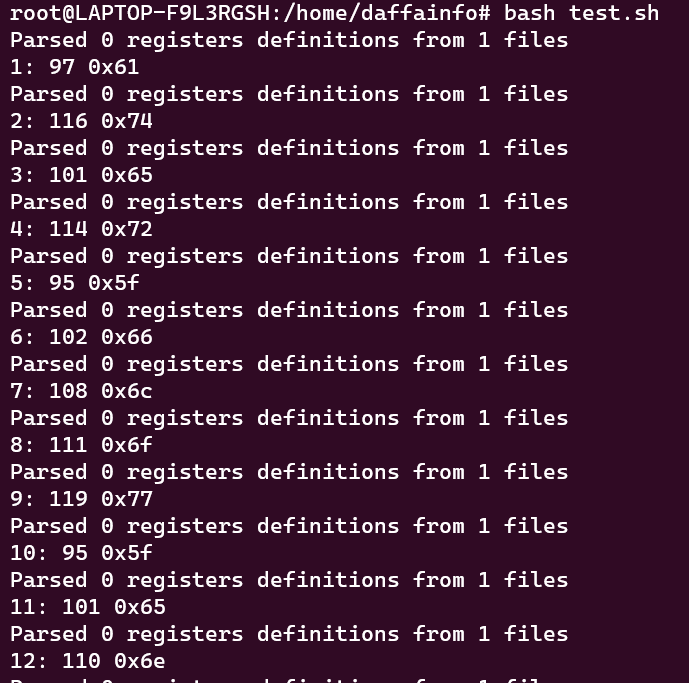 root@LAPTOP-F9L3RGSH:/home/daffainfo# bash test.sh
Parsed 0 registers definitions from 1 files
1: 97 0x61
Parsed 0 registers definitions from 1 files
2: 116 0x74
Parsed 0 registers definitions from 1 files
3: 101 0x65
Parsed 0 registers definitions from 1 files
4: 114 0x72
Parsed 0 registers definitions from 1 files
5: 95 0x5f
Parsed 0 registers definitions from 1 files
6: 102 0x66
Parsed 0 registers definitions from 1 files
7: 108 0x6c
Parsed 0 registers definitions from 1 files
8: 111 0x6f
Parsed 0 registers definitions from 1 files
9: 119 0x77
Parsed 0 registers definitions from 1 files
10: 95 0x5f
Parsed 0 registers definitions from 1 files
11: 101 0x65
Parsed 0 registers definitions from 1 files
12: 110 0x6e